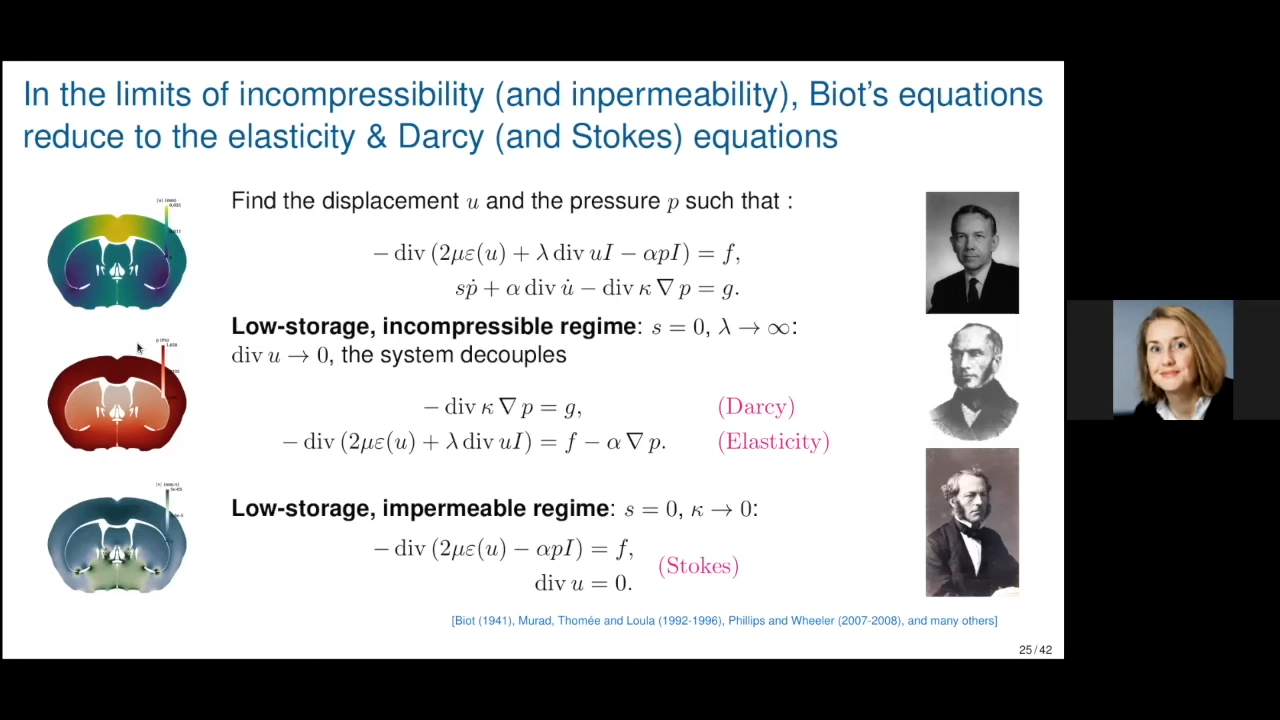 In the limits of incompressibility (and inpermeability), Biot's equations
reduce to the elasticity & Darcy (and Stokes) equations
Find the displacement u and the pressure p such that :
− div (2με(u) + λ div uI − αpI) = f,
sṗ + α div u̇ − div κ ∇ p = g.
Low-storage, incompressible regime: s = 0, λ → ∞:
div u → 0, the system decouples
− div κ ∇ p = g, (Darcy)
− div (2με(u) + λ div uI) = f − α ∇ p. (Elasticity)
Low-storage, impermeable regime: s = 0, κ → 0:
− div (2με(u) − αpI) = f,
(Stokes)
div u = 0.
[Biot (1941), Murad, Thomée and Loula (1992-1996), Phillips and Wheeler (2007-2008), and many others]
25 / 42